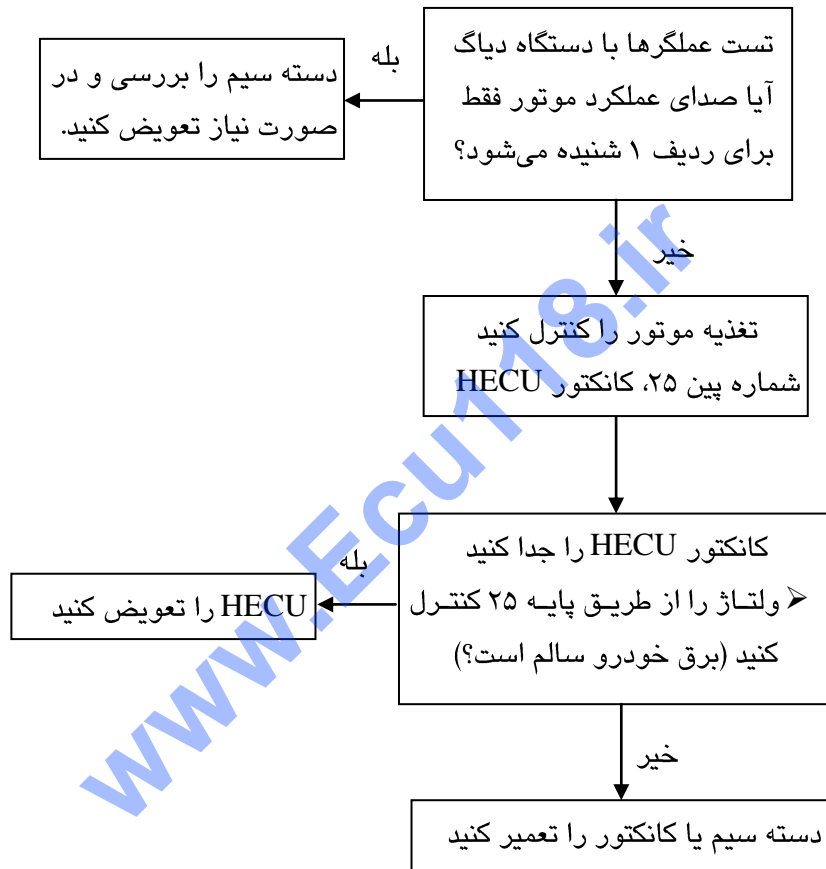 تست عملگرها با دستگاه دیاگ
آیا صدای عملکرد موتور فقط
برای ردیف ۱ شنیده می‌شود؟
بله
دسته سیم را بررسی و در
صورت نیاز تعویض کنید.
خیر
تغذیه موتور را کنترل کنید
شماره پین ۲۵، کانکتور HECU
کانکتور HECU را جدا کنید
⮚ ولتاژ را از طریق پایه ۲۵ کنترل
کنید (برق خودرو سالم است؟)
بله
HECU را تعویض کنید
خیر
دسته سیم یا کانکتور را تعمیر کنید
www.Ecu118.ir